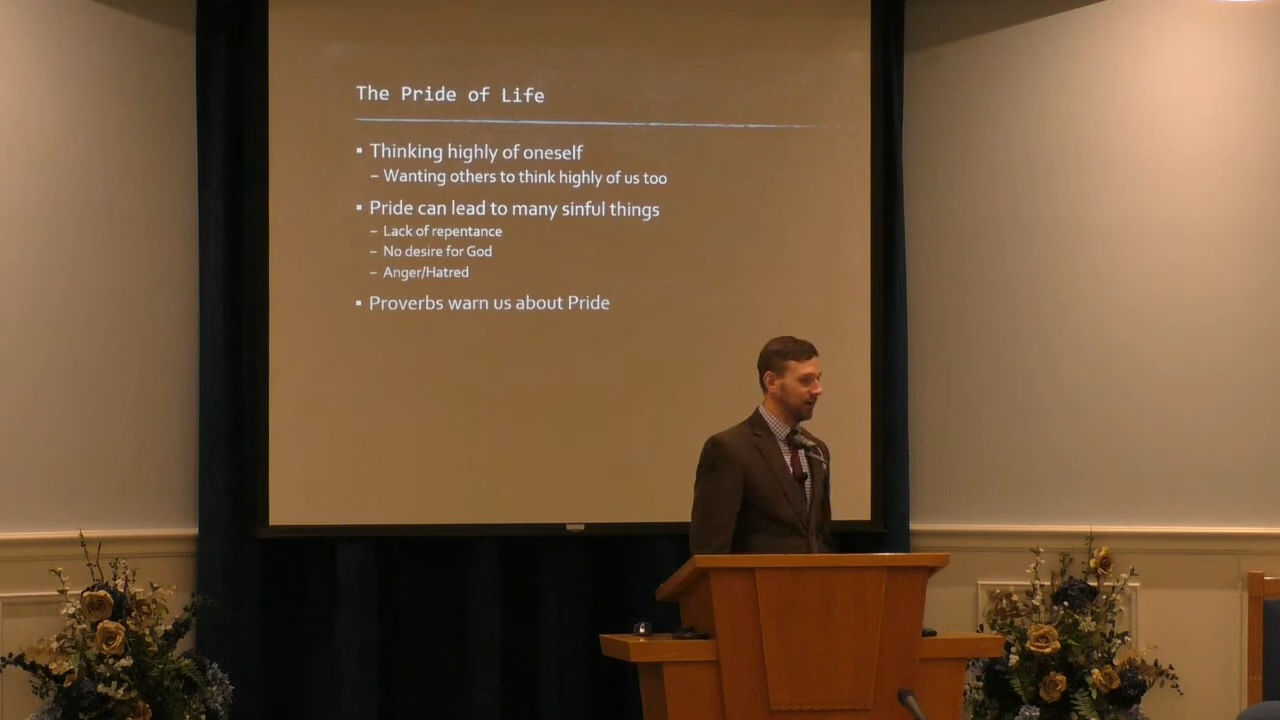 The Pride of Life
▪ Thinking highly of oneself
– Wanting others to think highly of us too
▪ Pride can lead to many sinful things
– Lack of repentance
– No desire for God
– Anger/Hatred
▪ Proverbs warn us about Pride